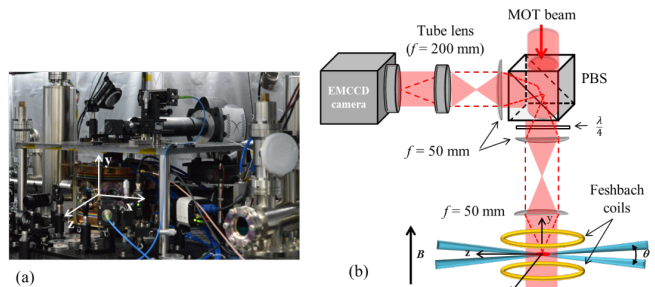 (a)
y
x
z
(b)
MOT beam
Tube lens
(f = 200 mm)
PBS
EMCCD
camera
λ/4
f = 50 mm
f = 50 mm
Feshbach
coils
y
z
B
θ